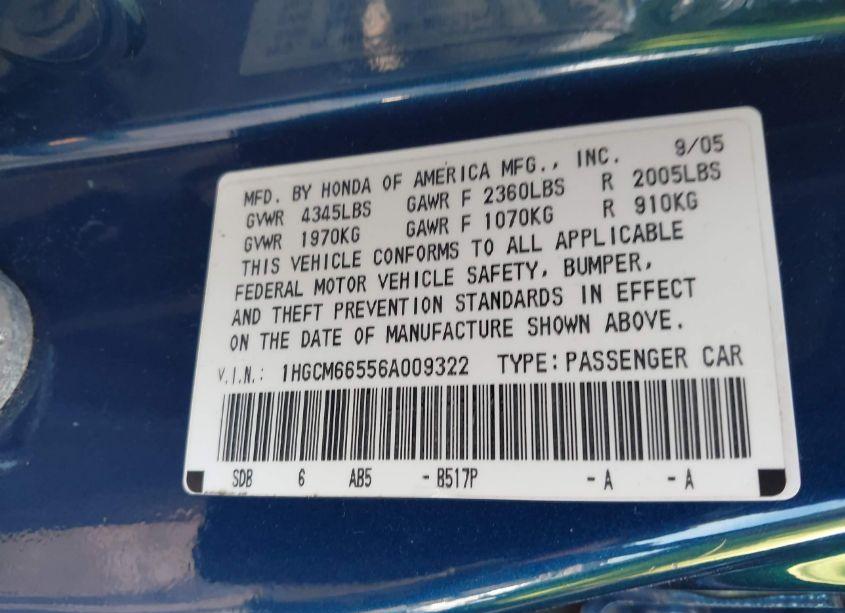 MFD. BY HONDA OF AMERICA MFG., INC. 9/05
GVWR 4345LBS GAWR F 2360LBS R 2005LBS
GVWR 1970KG GAWR F 1070KG R 910KG
THIS VEHICLE CONFORMS TO ALL APPLICABLE
FEDERAL MOTOR VEHICLE SAFETY, BUMPER,
AND THEFT PREVENTION STANDARDS IN EFFECT
ON THE DATE OF MANUFACTURE SHOWN ABOVE.
V.I.N.: 1HGCM66556A009322 TYPE: PASSENGER CAR
SDB 6 AB5 - B517P - A - A